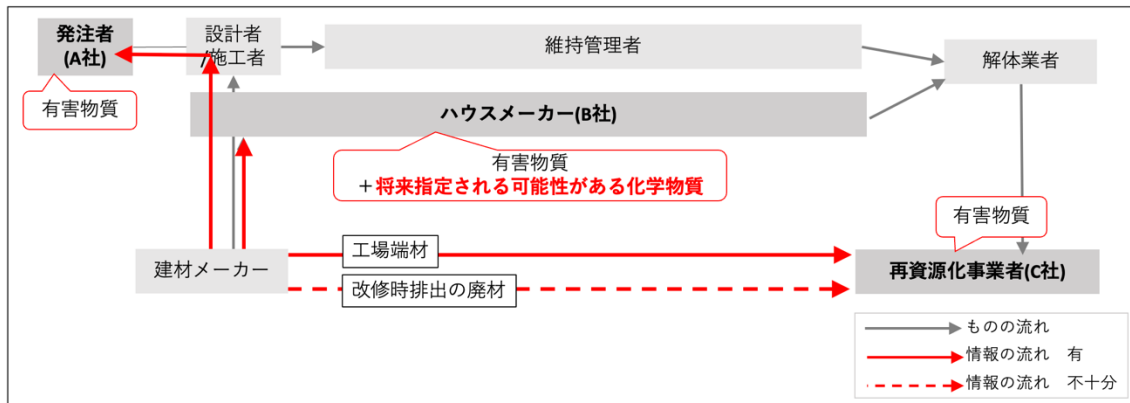 発注者
(A社)
設計者
/施工者
維持管理者
解体業者
有害物質
ハウスメーカー(B社)
有害物質
＋将来指定される可能性がある化学物質
有害物質
建材メーカー
工場端材
改修時排出の廃材
再資源化事業者(C社)
ものの流れ
情報の流れ　有
情報の流れ　不十分